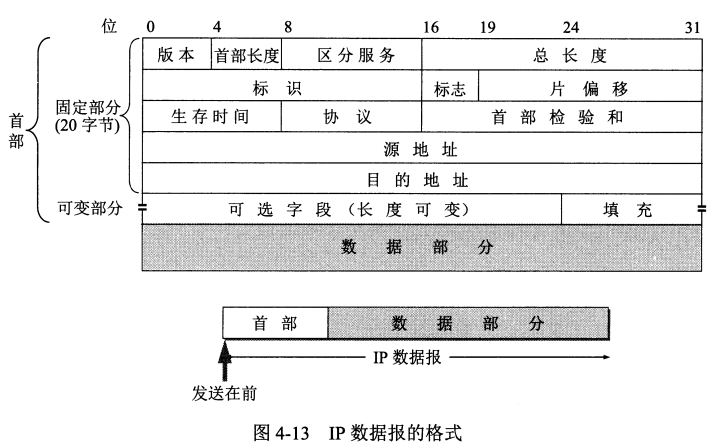 位 0 4 8 16 19 24 31
版本 首部长度 区分服务 总长度
标识 标志 片偏移
首部
固定部分
(20 字节)
生存时间 协议 首部检验和
源地址
目的地址
可变部分 可选字段(长度可变) 填充
数据部分
首部 数据部分
IP 数据报
发送在前
图 4-13 IP 数据报的格式